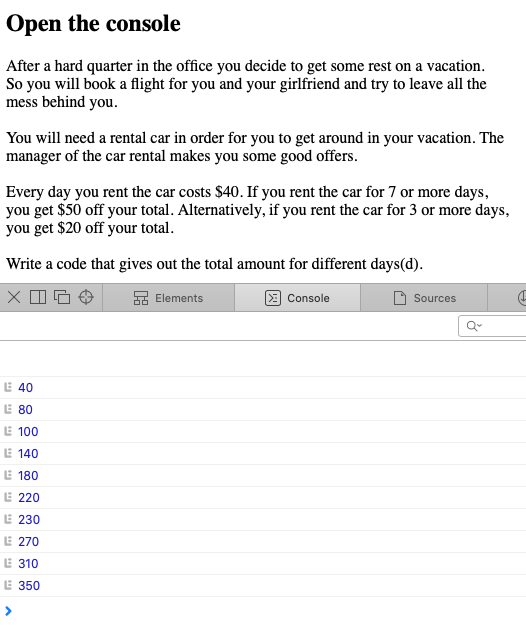 Open the console
After a hard quarter in the office you decide to get some rest on a vacation.
So you will book a flight for you and your girlfriend and try to leave all the
mess behind you.
You will need a rental car in order for you to get around in your vacation. The
manager of the car rental makes you some good offers.
Every day you rent the car costs $40. If you rent the car for 7 or more days,
you get $50 off your total. Alternatively, if you rent the car for 3 or more days,
you get $20 off your total.
Write a code that gives out the total amount for different days(d).
Elements Console Sources
40
80
100
140
180
220
230
270
310
350